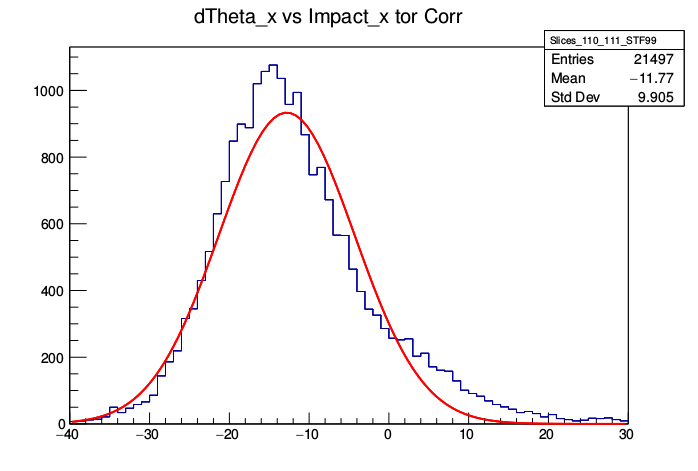 dTheta_x vs Impact_x tor Corr
Slices_110_111_STF99
Entries 21497
Mean −11.77
Std Dev 9.905
1000
800
600
400
200
0
−40 −30 −20 −10 0 10 20 30